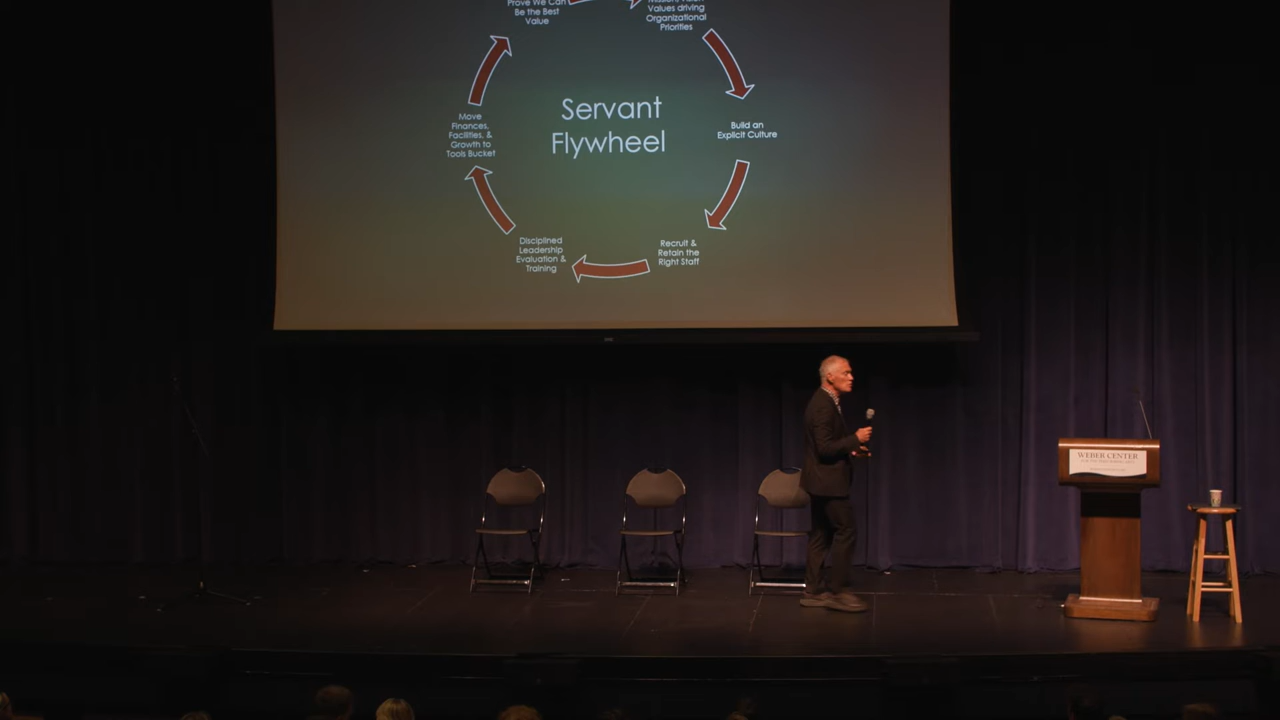 Prove We Can
Be the Best
Value
Values driving
Organizational
Priorities
Build an
Explicit Culture
Recruit &
Retain the
Right Staff
Disciplined
Leadership
Evaluation &
Training
Move
Finances,
Facilities, &
Growth to
Tools Bucket
Servant
Flywheel
WEBER CENTER